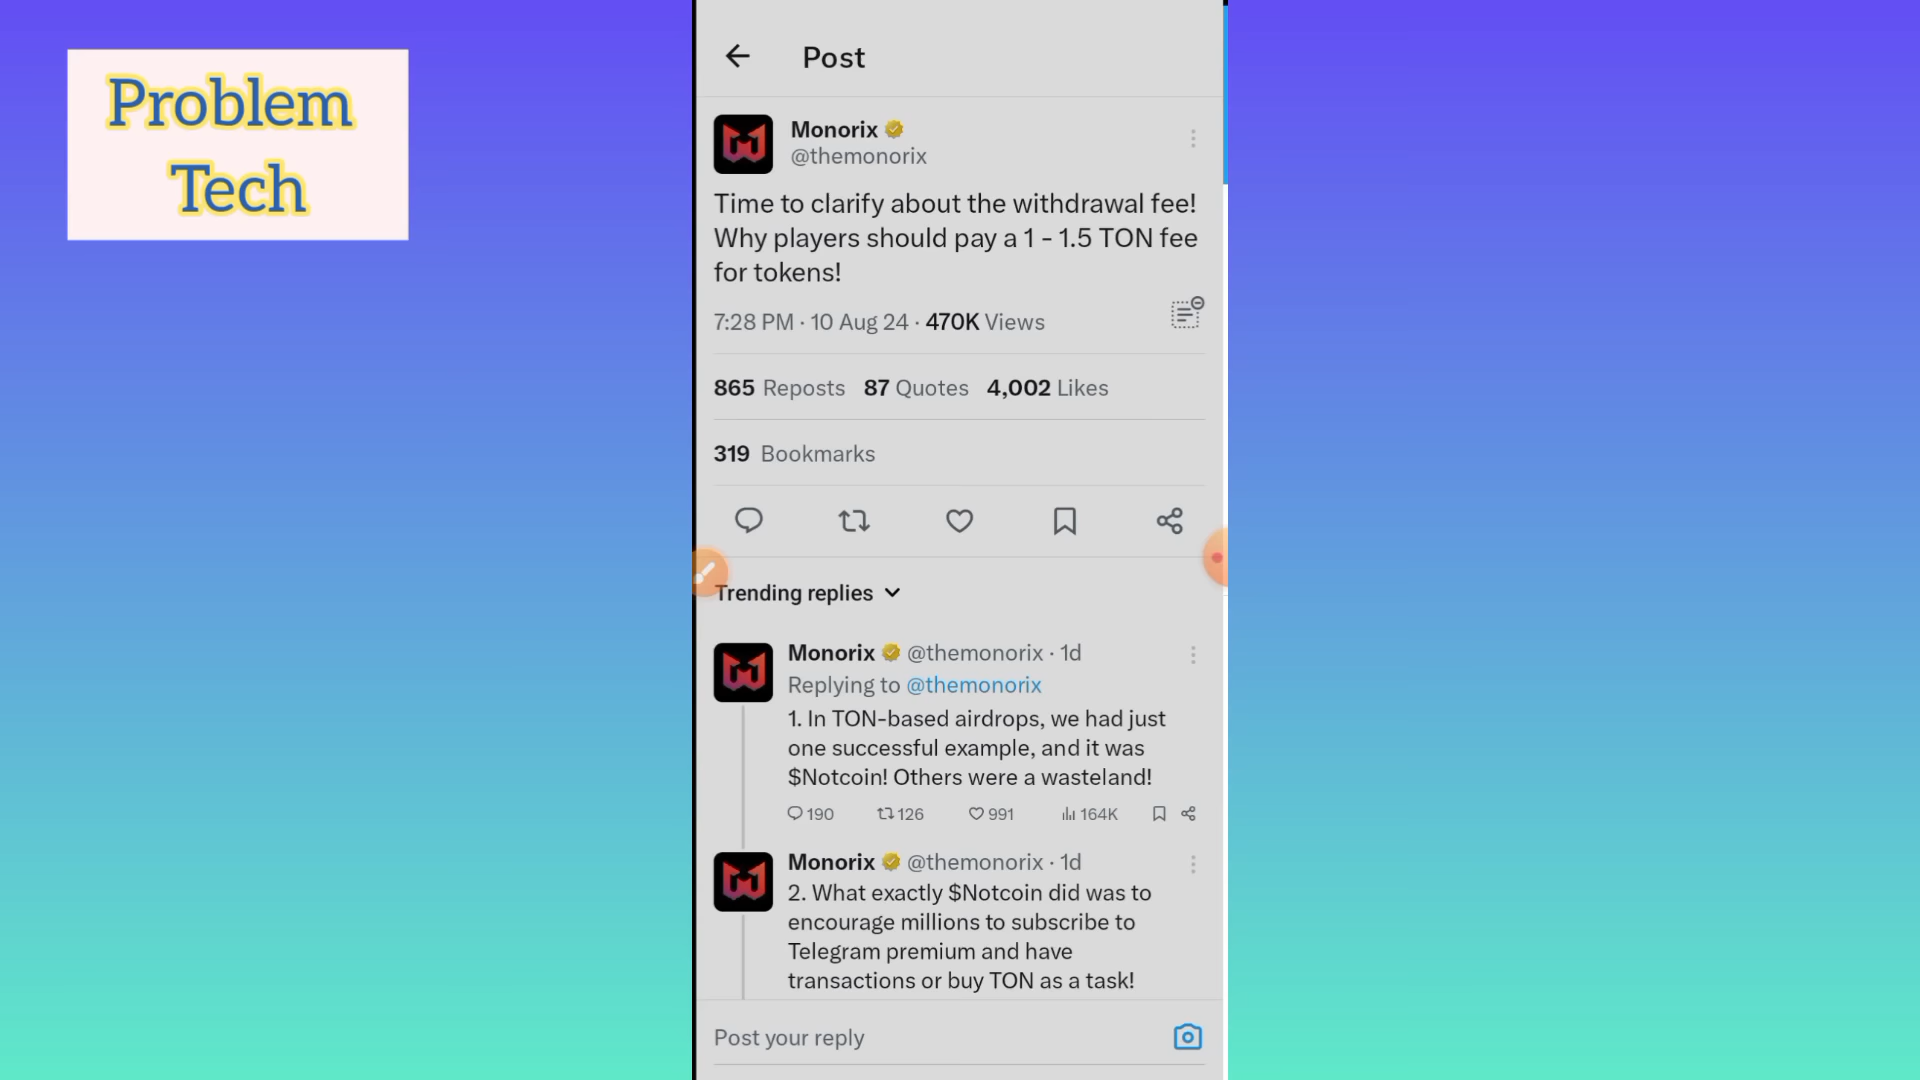 Problem
Tech
Post
Monorix
@themonorix
Time to clarify about the withdrawal fee!
Why players should pay a 1 - 1.5 TON fee
for tokens!
7:28 PM · 10 Aug 24 · 470K Views
865 Reposts 87 Quotes 4,002 Likes
319 Bookmarks
Trending replies
Monorix @themonorix · 1d
Replying to @themonorix
1. In TON-based airdrops, we had just
one successful example, and it was
$Notcoin! Others were a wasteland!
190 126 991 164K
Monorix @themonorix · 1d
2. What exactly $Notcoin did was to
encourage millions to subscribe to
Telegram premium and have
transactions or buy TON as a task!
Post your reply